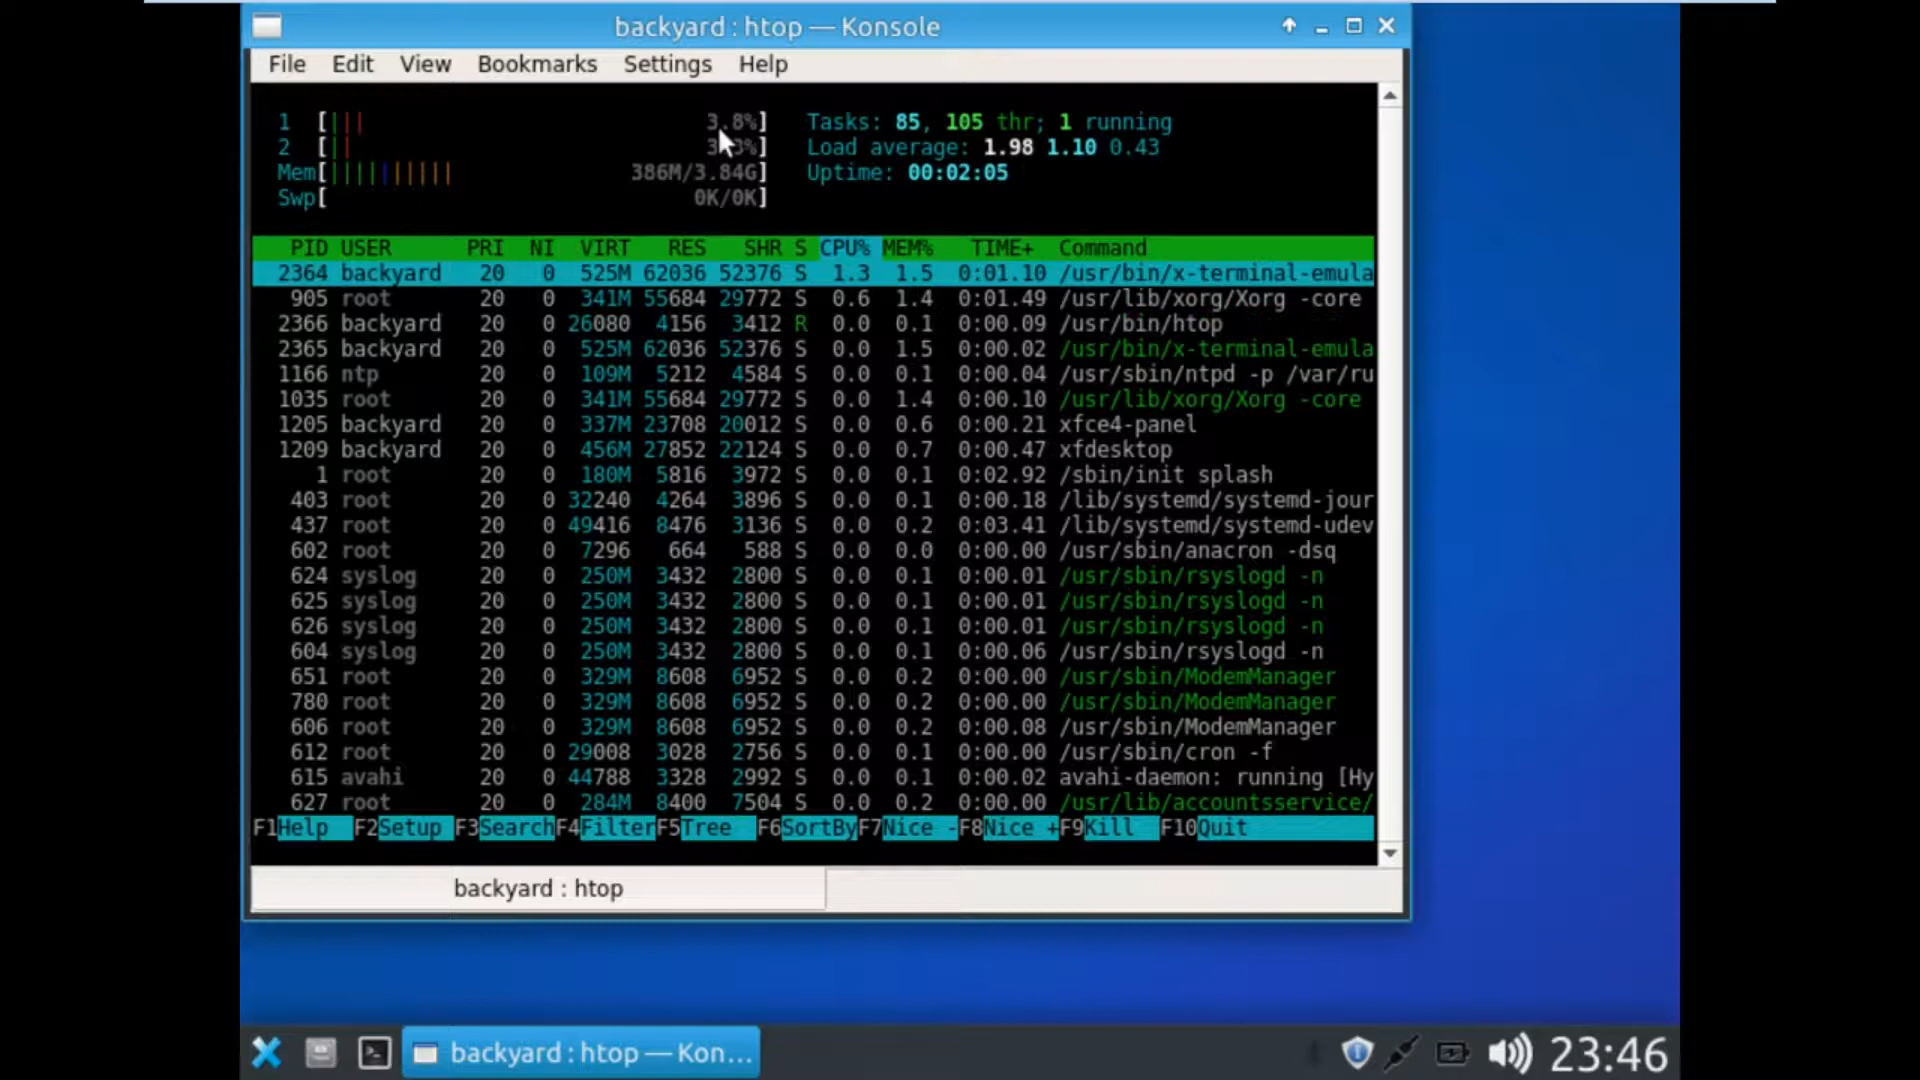 backyard : htop — Konsole
File Edit View Bookmarks Settings Help
1 [||| 3.8%] Tasks: 85, 105 thr; 1 running
2 [|| %] Load average: 1.98 1.10 0.43
Mem[|||||||||| 386M/3.84G] Uptime: 00:02:05
Swp[ 0K/0K]
PID USER PRI NI VIRT RES SHR S CPU% MEM% TIME+ Command
2364 backyard 20 0 525M 62036 52376 S 1.3 1.5 0:01.10 /usr/bin/x-terminal-emula
905 root 20 0 341M 55684 29772 S 0.6 1.4 0:01.49 /usr/lib/xorg/Xorg -core
2366 backyard 20 0 26080 4156 3412 R 0.0 0.1 0:00.09 /usr/bin/htop
2365 backyard 20 0 525M 62036 52376 S 0.0 1.5 0:00.02 /usr/bin/x-terminal-emula
1166 ntp 20 0 109M 5212 4584 S 0.0 0.1 0:00.04 /usr/sbin/ntpd -p /var/ru
1035 root 20 0 341M 55684 29772 S 0.0 1.4 0:00.10 /usr/lib/xorg/Xorg -core
1205 backyard 20 0 337M 23708 20012 S 0.0 0.6 0:00.21 xfce4-panel
1209 backyard 20 0 456M 27852 22124 S 0.0 0.7 0:00.47 xfdesktop
1 root 20 0 180M 5816 3972 S 0.0 0.1 0:02.92 /sbin/init splash
403 root 20 0 32240 4264 3896 S 0.0 0.1 0:00.18 /lib/systemd/systemd-jour
437 root 20 0 49416 8476 3136 S 0.0 0.2 0:03.41 /lib/systemd/systemd-udev
602 root 20 0 7296 664 588 S 0.0 0.0 0:00.00 /usr/sbin/anacron -dsq
624 syslog 20 0 250M 3432 2800 S 0.0 0.1 0:00.01 /usr/sbin/rsyslogd -n
625 syslog 20 0 250M 3432 2800 S 0.0 0.1 0:00.01 /usr/sbin/rsyslogd -n
626 syslog 20 0 250M 3432 2800 S 0.0 0.1 0:00.01 /usr/sbin/rsyslogd -n
604 syslog 20 0 250M 3432 2800 S 0.0 0.1 0:00.06 /usr/sbin/rsyslogd -n
651 root 20 0 329M 8608 6952 S 0.0 0.2 0:00.00 /usr/sbin/ModemManager
780 root 20 0 329M 8608 6952 S 0.0 0.2 0:00.00 /usr/sbin/ModemManager
606 root 20 0 329M 8608 6952 S 0.0 0.2 0:00.08 /usr/sbin/ModemManager
612 root 20 0 29008 3028 2756 S 0.0 0.1 0:00.00 /usr/sbin/cron -f
615 avahi 20 0 44788 3328 2992 S 0.0 0.1 0:00.02 avahi-daemon: running [Hy
627 root 20 0 284M 8400 7504 S 0.0 0.2 0:00.00 /usr/lib/accountsservice/
F1Help F2Setup F3SearchF4FilterF5Tree F6SortByF7Nice -F8Nice +F9Kill F10Quit
backyard : htop
backyard : htop — Kon...
23:46